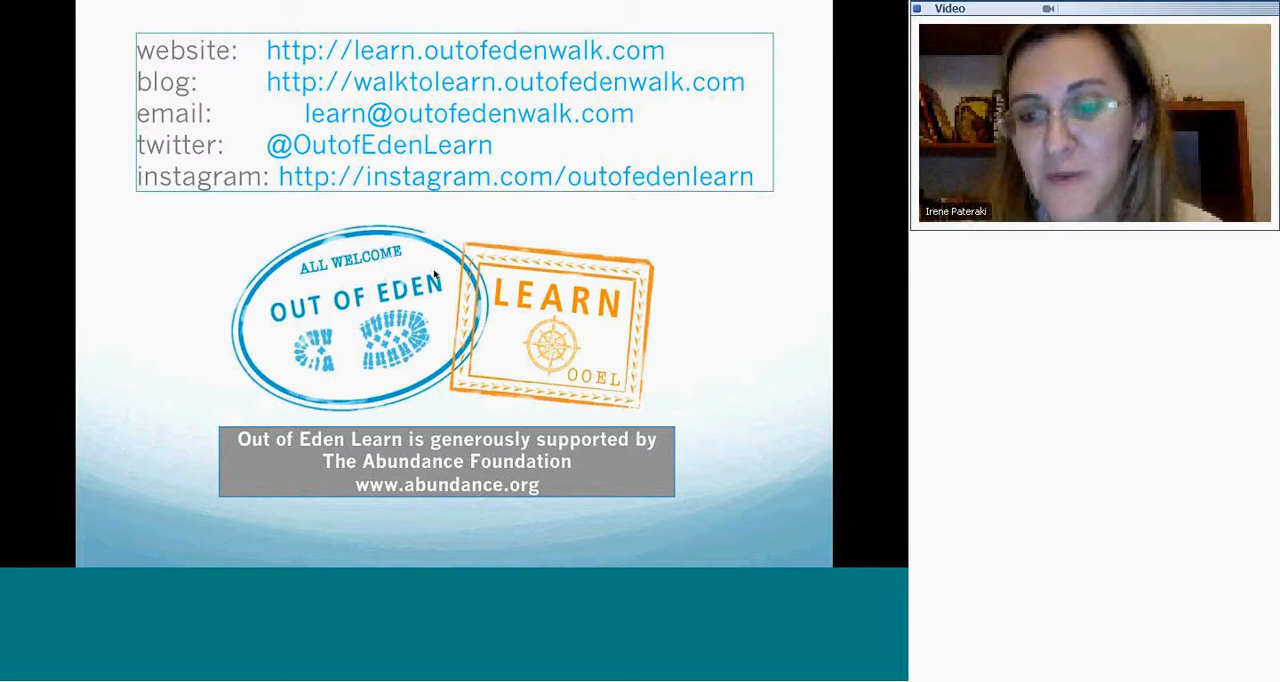 website: http://learn.outofedenwalk.com
blog: http://walktolearn.outofedenwalk.com
email: learn@outofedenwalk.com
twitter: @OutofEdenLearn
instagram: http://instagram.com/outofedenlearn
ALL WELCOME
OUT OF EDEN
LEARN
OOEL
Out of Eden Learn is generously supported by
The Abundance Foundation
www.abundance.org
Video
Irene Pateraki